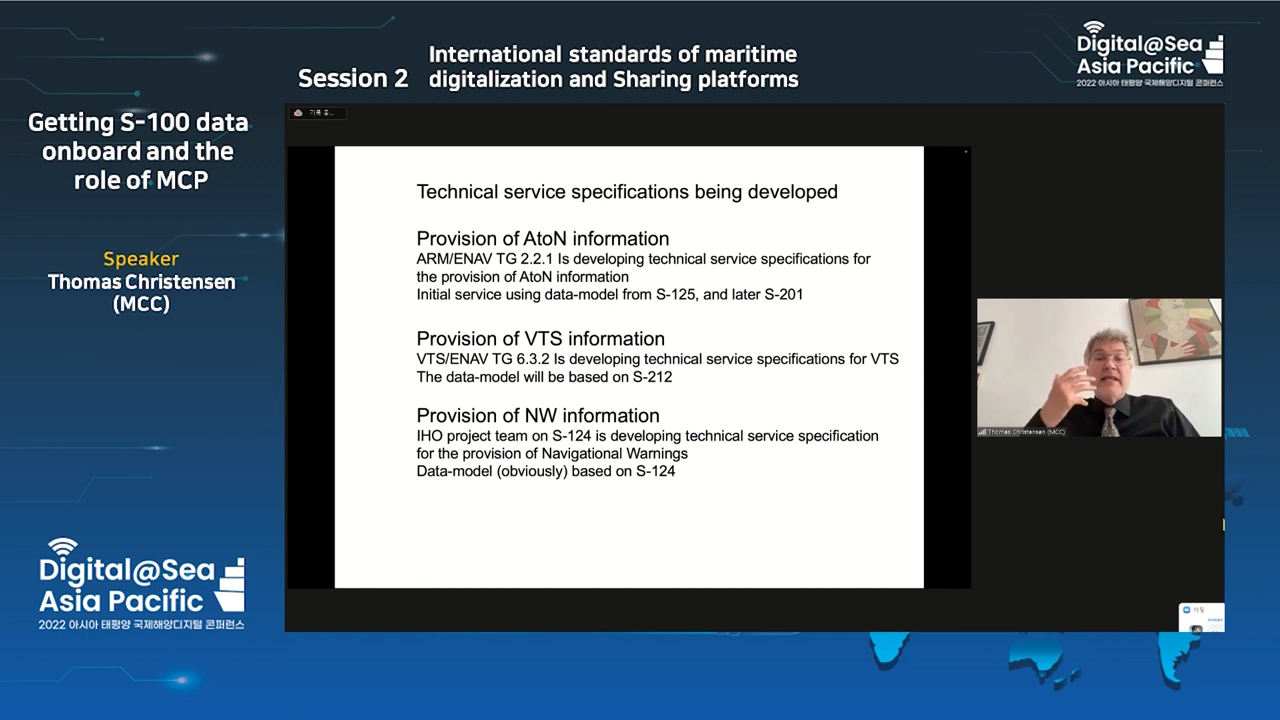 Session 2
International standards of maritime
digitalization and Sharing platforms
Digital@Sea
Asia Pacific
2022 아시아 태평양 국제해양디지털 콘퍼런스
Getting S-100 data
onboard and the
role of MCP
Speaker
Thomas Christensen
(MCC)
Technical service specifications being developed
Provision of AtoN information
ARM/ENAV TG 2.2.1 Is developing technical service specifications for
the provision of AtoN information
Initial service using data-model from S-125, and later S-201
Provision of VTS information
VTS/ENAV TG 6.3.2 Is developing technical service specifications for VTS
The data-model will be based on S-212
Provision of NW information
IHO project team on S-124 is developing technical service specification
for the provision of Navigational Warnings
Data-model (obviously) based on S-124
Thomas Christensen (MCC)
Digital@Sea
Asia Pacific
2022 아시아 태평양 국제해양디지털 콘퍼런스